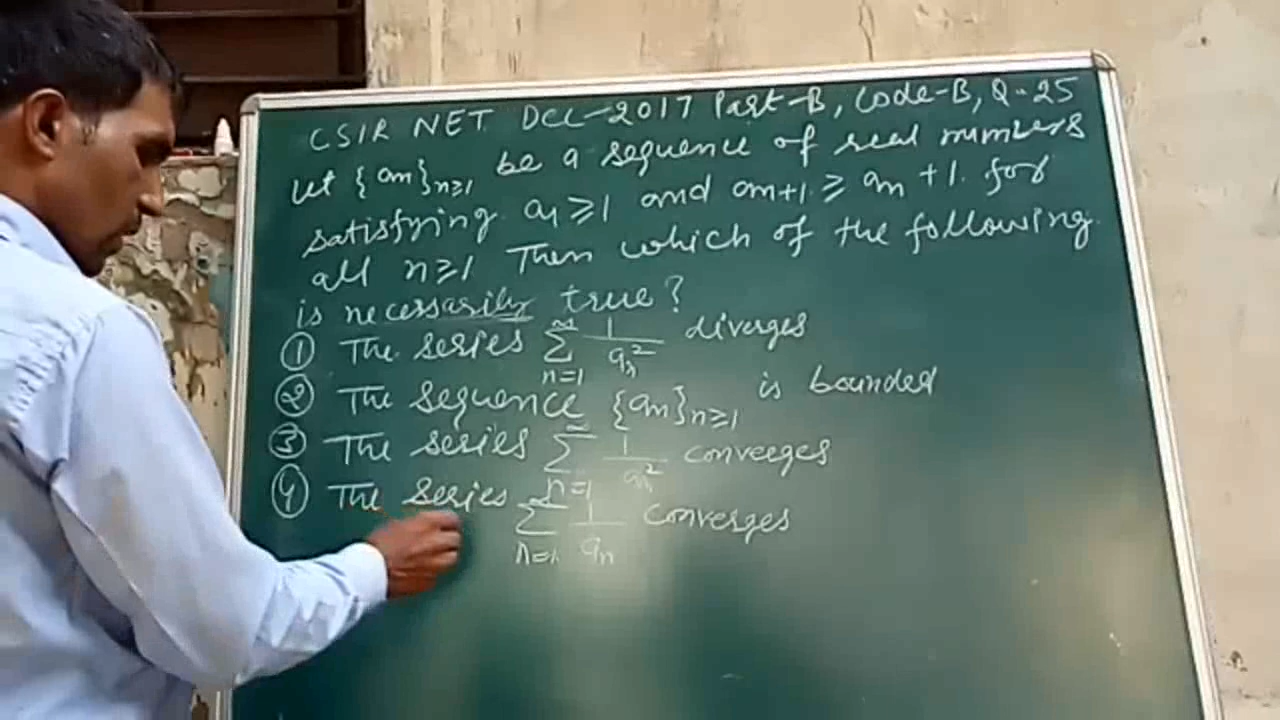 CSIR NET DCC-2017 Part-B, Code-B, Q-25
Let {an}n≥1 be a sequence of real numbers
satisfying a1≥1 and an+1 ≥ an +1. for
all n≥1 Then which of the following.
is necessarily true?
① The series ∑n=1^∞ 1/an² diverges
② The sequence {an}n≥1 is bounded
③ The series ∑n=1^∞ 1/an² converges
④ The series ∑n=1^∞ 1/an converges